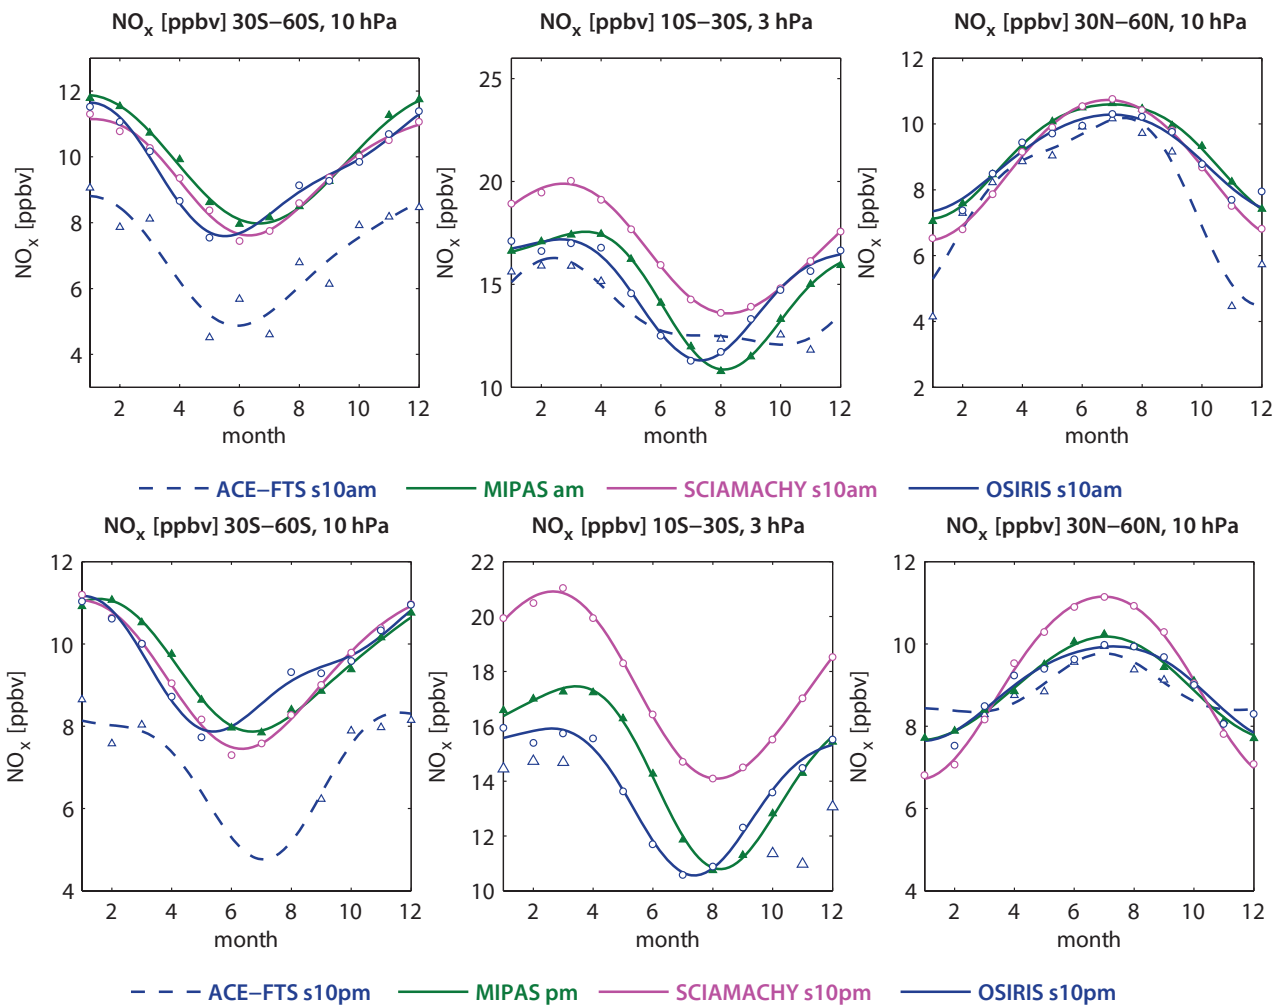 NOx [ppbv] 30S−60S, 10 hPa
NOx [ppbv] 10S−30S, 3 hPa
NOx [ppbv] 30N−60N, 10 hPa
NOx [ppbv]
12
10
8
6
4
2 4 6 8 10 12
month
NOx [ppbv]
25
20
15
10
2 4 6 8 10 12
month
NOx [ppbv]
12
10
8
6
4
2
2 4 6 8 10 12
month
ACE−FTS s10am MIPAS am SCIAMACHY s10am OSIRIS s10am
NOx [ppbv] 30S−60S, 10 hPa
NOx [ppbv] 10S−30S, 3 hPa
NOx [ppbv] 30N−60N, 10 hPa
NOx [ppbv]
12
10
8
6
4
2 4 6 8 10 12
month
NOx [ppbv]
22
20
18
16
14
12
10
2 4 6 8 10 12
month
NOx [ppbv]
12
10
8
6
4
2 4 6 8 10 12
month
ACE−FTS s10pm MIPAS pm SCIAMACHY s10pm OSIRIS s10pm